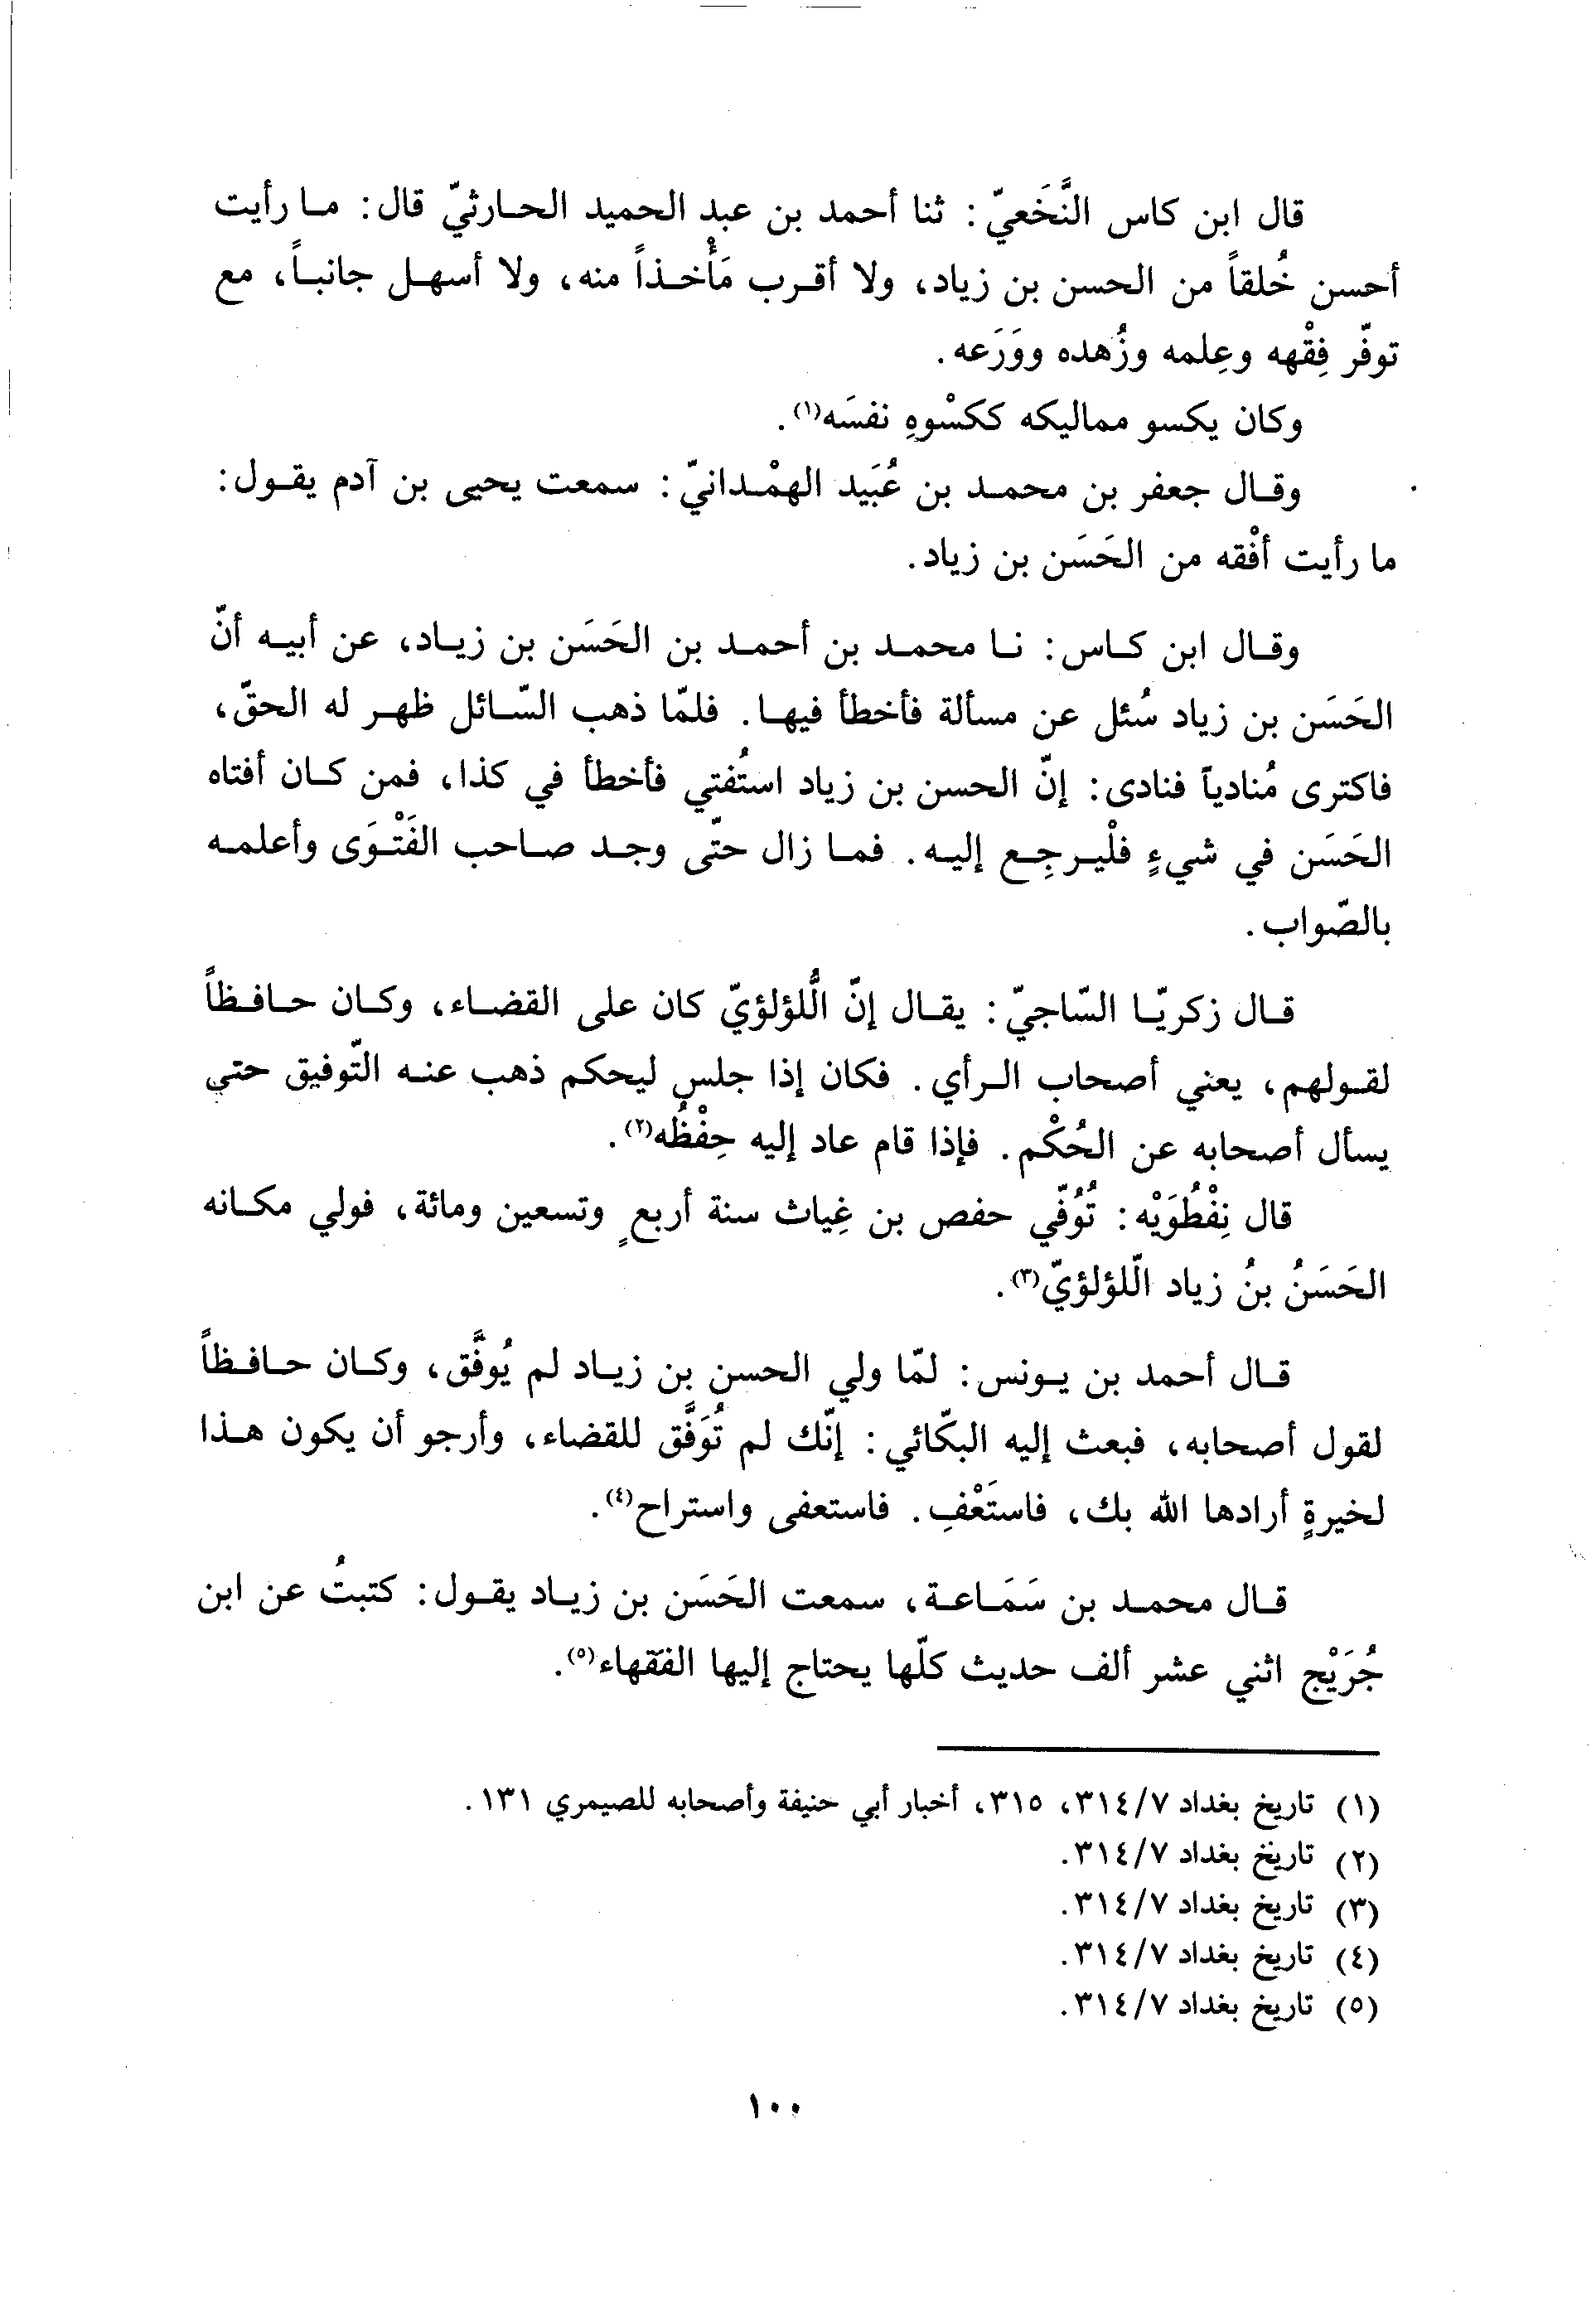 قال ابن كاس النَّخَعيّ: ثنا أحمد بن عبد الحميد الحارثيّ قال: ما رأيت
أحسن خُلقاً من الحسن بن زياد، ولا أقرب مَأْخذاً منه، ولا أسهل جانباً، مع
توفّر فِقْهه وعِلمه وزُهده ووَرَعه.
وكان يكسو مماليكه ككسْوهِ نفسَه(١).
وقال جعفر بن محمد بن عُبَيد الهمْدانيّ: سمعت يحيى بن آدم يقول:
ما رأيت أفْقه من الحَسَن بن زياد.
وقال ابن كاس: نا محمد بن أحمد بن الحَسَن بن زياد، عن أبيه أنّ
الحَسَن بن زياد سُئل عن مسألة فأخطأ فيها. فلمّا ذهب السّائل ظهر له الحقّ،
فاكترى مُنادياً فنادى: إنّ الحسن بن زياد استُفتي فأخطأ في كذا، فمن كان أفتاه
الحَسَن في شيءٍ فلْيرجِع إليه. فما زال حتّى وجد صاحب الفَتْوَى وأعلمه
بالصّواب.
قال زكريّا السّاجيّ: يقال إنّ الُّلؤلؤيّ كان على القضاء، وكان حافظاً
لقولهم، يعني أصحاب الرأي. فكان إذا جلس ليحكم ذهب عنه التّوفيق حتى
يسأل أصحابه عن الحُكْم. فإذا قام عاد إليه حِفْظُه(٢).
قال نِفْطُوَيْه: تُوُفّي حفص بن غِياث سنة أربعٍ وتسعين ومائة، فولي مكانه
الحَسَنُ بنُ زياد الّلؤلؤيّ(٣).
قال أحمد بن يونس: لمّا ولي الحسن بن زياد لم يُوفَّق، وكان حافظاً
لقول أصحابه، فبعث إليه البكّائي: إنّك لم تُوَفَّق للقضاء، وأرجو أن يكون هذا
لخيرةٍ أرادها الله بك، فاستَعْفِ. فاستعفى واستراح(٤).
قال محمد بن سَمَاعة، سمعت الحَسَن بن زياد يقول: كتبتُ عن ابن
جُرَيْج اثني عشر ألف حديث كلّها يحتاج إليها الفقهاء(٥).
(١) تاريخ بغداد ٣١٤/٧، ٣١٥، أخبار أبي حنيفة وأصحابه للصيمري ١٣١.
(٢) تاريخ بغداد ٣١٤/٧.
(٣) تاريخ بغداد ٣١٤/٧.
(٤) تاريخ بغداد ٣١٤/٧.
(٥) تاريخ بغداد ٣١٤/٧.
١٠٠